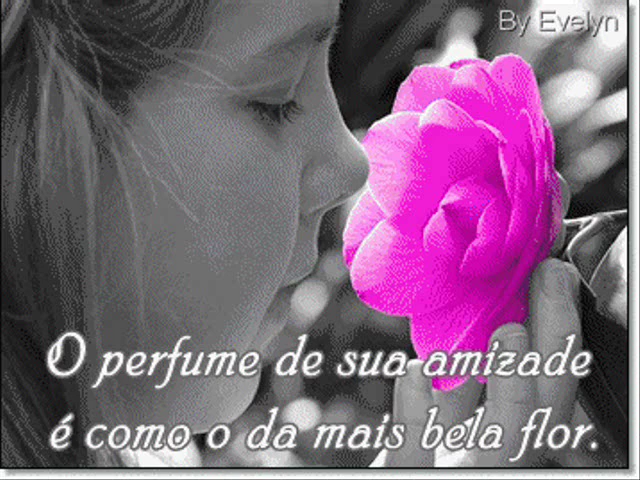 By Evelyn
O perfume de sua amizade
é como o da mais bela flor.